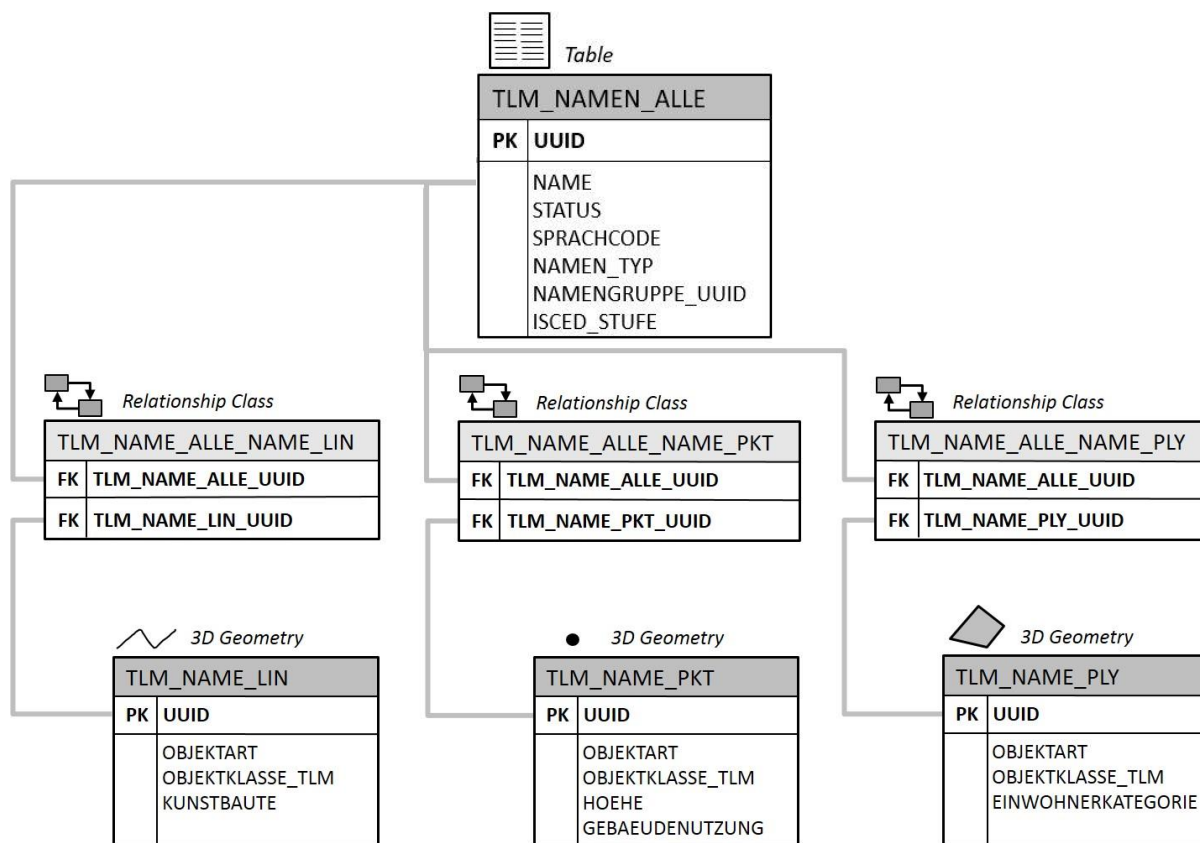 Table
TLM_NAMEN_ALLE
PK UUID
NAME
STATUS
SPRACHCODE
NAMEN_TYP
NAMENGRUPPE_UUID
ISCED_STUFE
Relationship Class
TLM_NAME_ALLE_NAME_LIN
FK TLM_NAME_ALLE_UUID
FK TLM_NAME_LIN_UUID
Relationship Class
TLM_NAME_ALLE_NAME_PKT
FK TLM_NAME_ALLE_UUID
FK TLM_NAME_PKT_UUID
Relationship Class
TLM_NAME_ALLE_NAME_PLY
FK TLM_NAME_ALLE_UUID
FK TLM_NAME_PLY_UUID
3D Geometry
TLM_NAME_LIN
PK UUID
OBJEKTART
OBJEKTKLASSE_TLM
KUNSTBAUTE
3D Geometry
TLM_NAME_PKT
PK UUID
OBJEKTART
OBJEKTKLASSE_TLM
HOEHE
GEBAEUDENUTZUNG
3D Geometry
TLM_NAME_PLY
PK UUID
OBJEKTART
OBJEKTKLASSE_TLM
EINWOHNERKATEGORIE